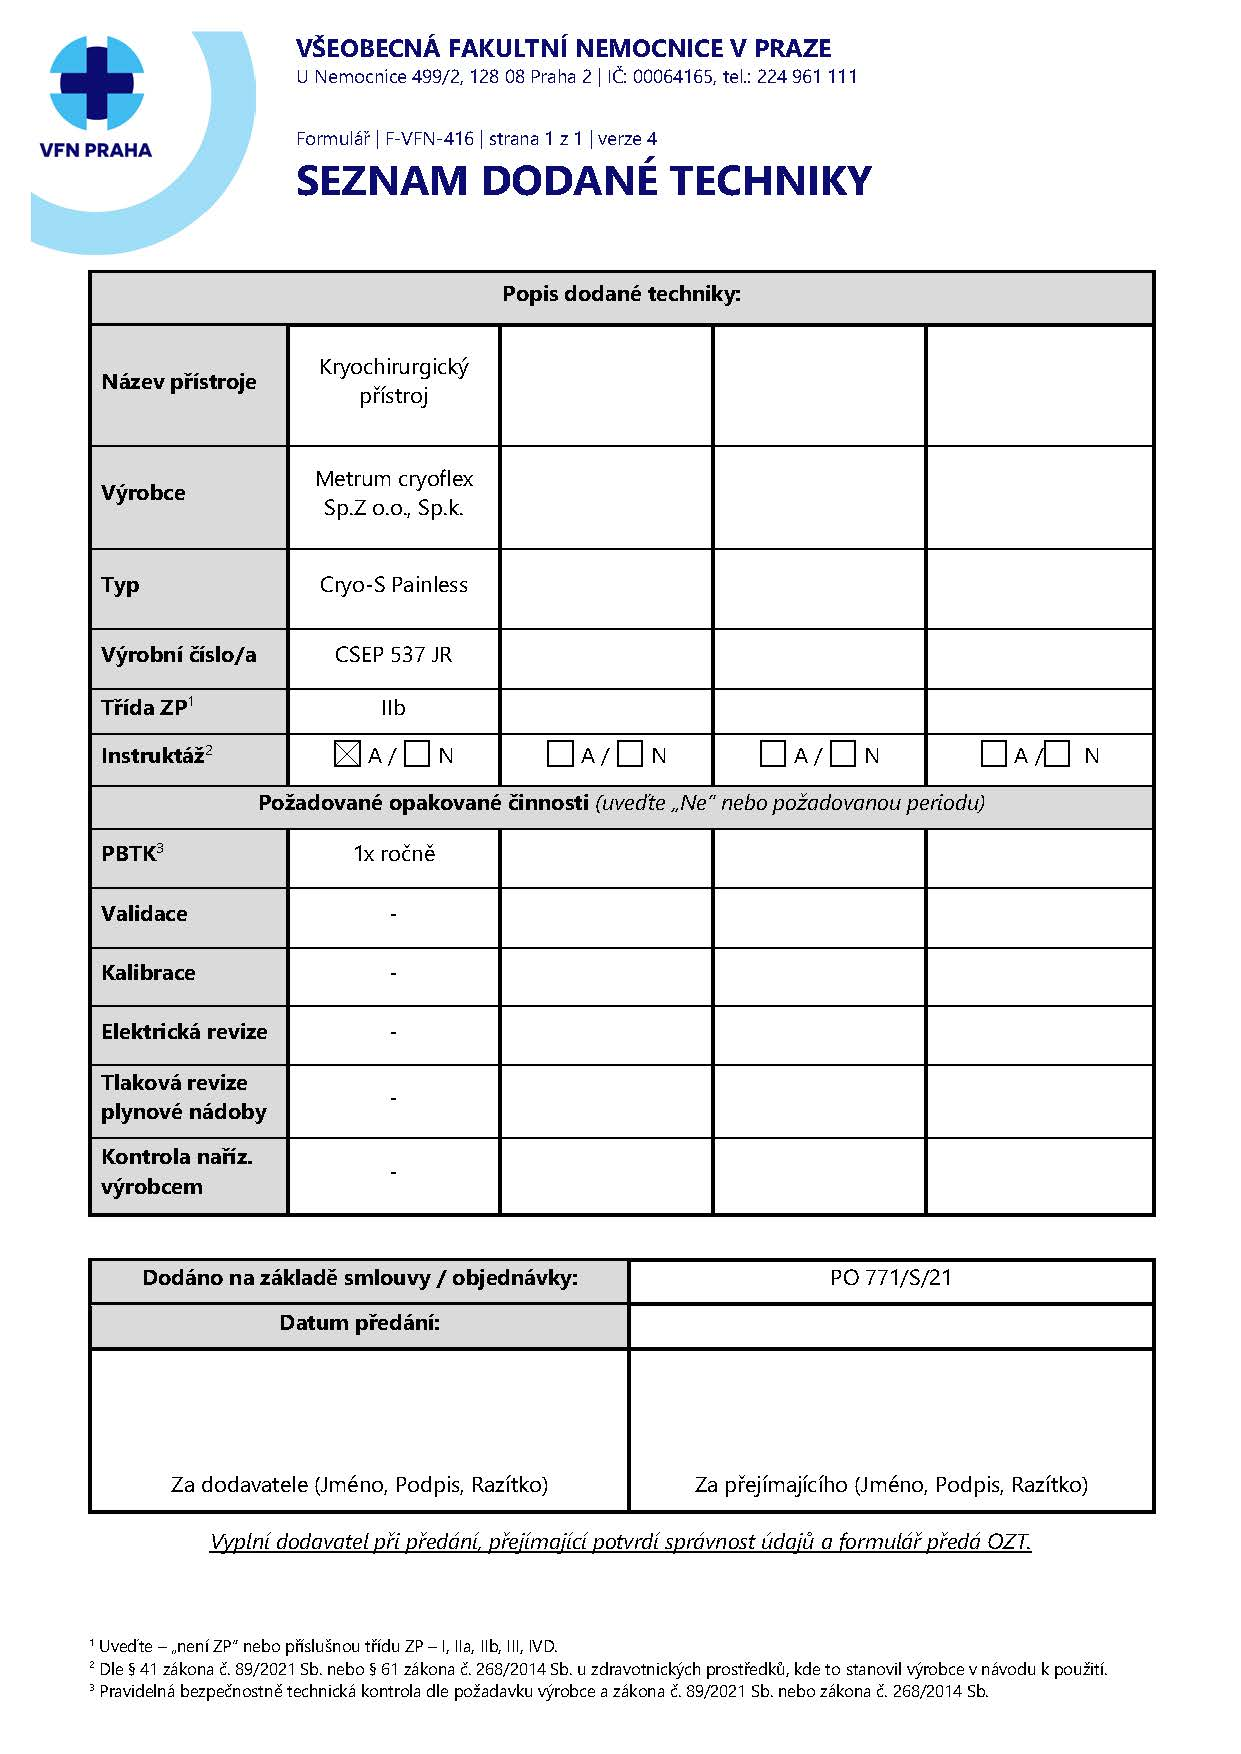 VFN PRAHA
VŠEOBECNÁ FAKULTNÍ NEMOCNICE V PRAZE
U Nemocnice 499/2, 128 08 Praha 2 | IČ: 00064165, tel.: 224 961 111
Formulář | F-VFN-416 | strana 1 z 1 | verze 4
SEZNAM DODANÉ TECHNIKY
Popis dodané techniky:
Název přístroje
Kryochirurgický
přístroj
Výrobce
Metrum cryoflex
Sp.Z o.o., Sp.k.
Typ
Cryo-S Painless
Výrobní číslo/a
CSEP 537 JR
Třída ZP1
IIb
Instruktáž2
☒ A / ☐ N ☐ A / ☐ N ☐ A / ☐ N ☐ A / ☐ N
Požadované opakované činnosti (uveďte „Ne“ nebo požadovanou periodu)
PBTK3
1x ročně
Validace
-
Kalibrace
-
Elektrická revize
-
Tlaková revize
plynové nádoby
-
Kontrola naříz.
výrobcem
-
Dodáno na základě smlouvy / objednávky:
PO 771/S/21
Datum předání:
Za dodavatele (Jméno, Podpis, Razítko)
Za přejímajícího (Jméno, Podpis, Razítko)
Vyplní dodavatel při předání, přejímající potvrdí správnost údajů a formulář předá OZT.
1 Uveďte – „není ZP“ nebo příslušnou třídu ZP – I, IIa, IIb, III, IVD.
2 Dle § 41 zákona č. 89/2021 Sb. nebo § 61 zákona č. 268/2014 Sb. u zdravotnických prostředků, kde to stanovil výrobce v návodu k použití.
3 Pravidelná bezpečnostně technická kontrola dle požadavku výrobce a zákona č. 89/2021 Sb. nebo zákona č. 268/2014 Sb.